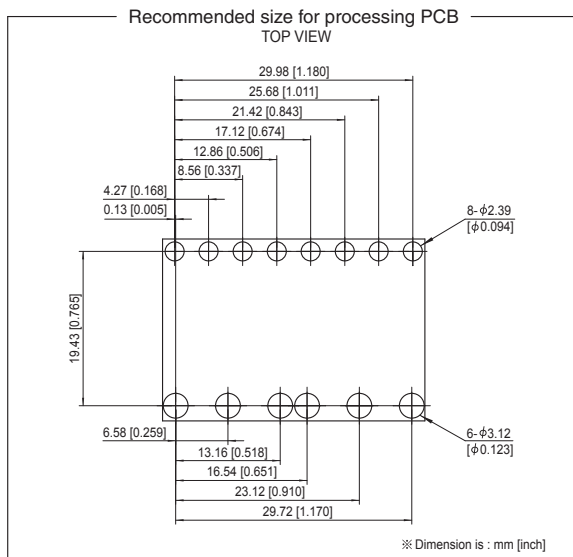 Recommended size for processing PCB
TOP VIEW
29.98 [1.180]
25.68 [1.011]
21.42 [0.843]
17.12 [0.674]
12.86 [0.506]
8.56 [0.337]
4.27 [0.168]
0.13 [0.005]
8-ϕ2.39
[ϕ0.094]
19.43 [0.765]
6.58 [0.259]
13.16 [0.518]
16.54 [0.651]
23.12 [0.910]
29.72 [1.170]
6-ϕ3.12
[ϕ0.123]
※ Dimension is : mm [inch]